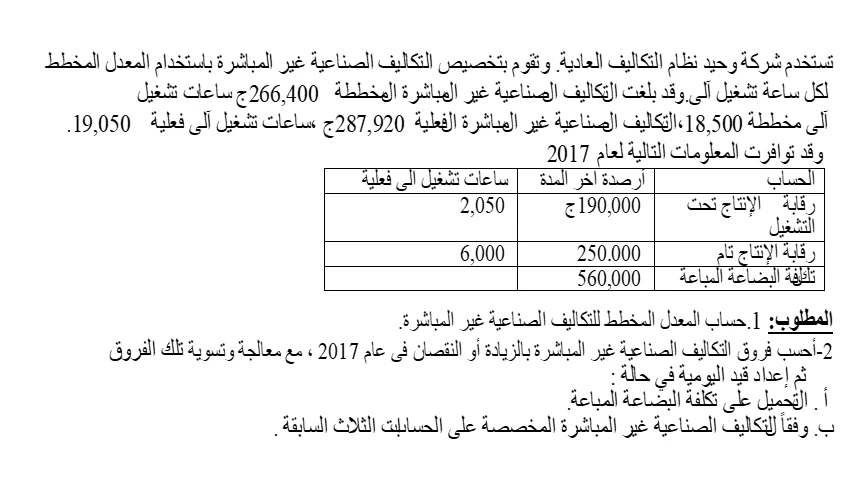 تستخدم شركة وحيد نظام التكاليف العادية. وتقوم بتخصيص التكاليف الصناعية غير المباشرة باستخدام المعدل المخطط
لكل ساعة تشغيل آلى.وقد بلغت التكاليف الصناعية غير المباشرة المخططة 266,400ج ساعات تشغيل
آلى مخططة 18,500،التكاليف الصناعية غير المباشرة الفعلية 287,920ج ،ساعات تشغيل آلى فعلية 19,050.
وقد توافرت المعلومات التالية لعام 2017
الحساب أرصدة اخر المدة ساعات تشغيل الى فعلية
رقابة الإنتاج تحت 190,000ج 2,050
التشغيل
رقابة الإنتاج تام 250.000 6,000
تكلفة البضاعة المباعة 560,000
المطلوب: 1.حساب المعدل المخطط للتكاليف الصناعية غير المباشرة.
2-أحسب فروق التكاليف الصناعية غير المباشرة بالزيادة أو النقصان فى عام 2017 ، مع معالجة وتسوية تلك الفروق
ثم إعداد قيد اليومية في حالة :
أ . التحميل على تكلفة البضاعة المباعة.
ب. وفقاً للتكاليف الصناعية غير المباشرة المخصصة على الحسابات الثلاث السابقة .